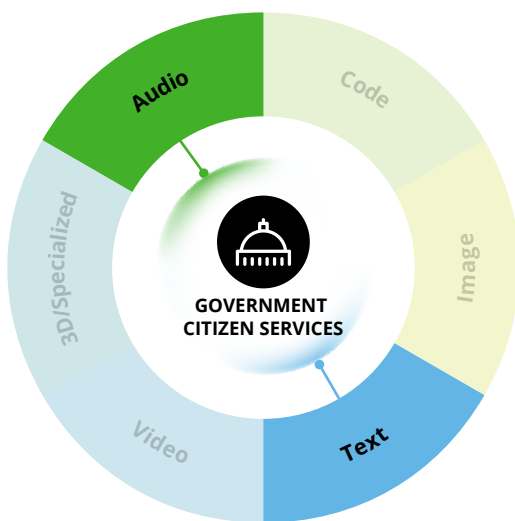 Audio
Code
3D/Specialized
Image
GOVERNMENT
CITIZEN SERVICES
Video
Text